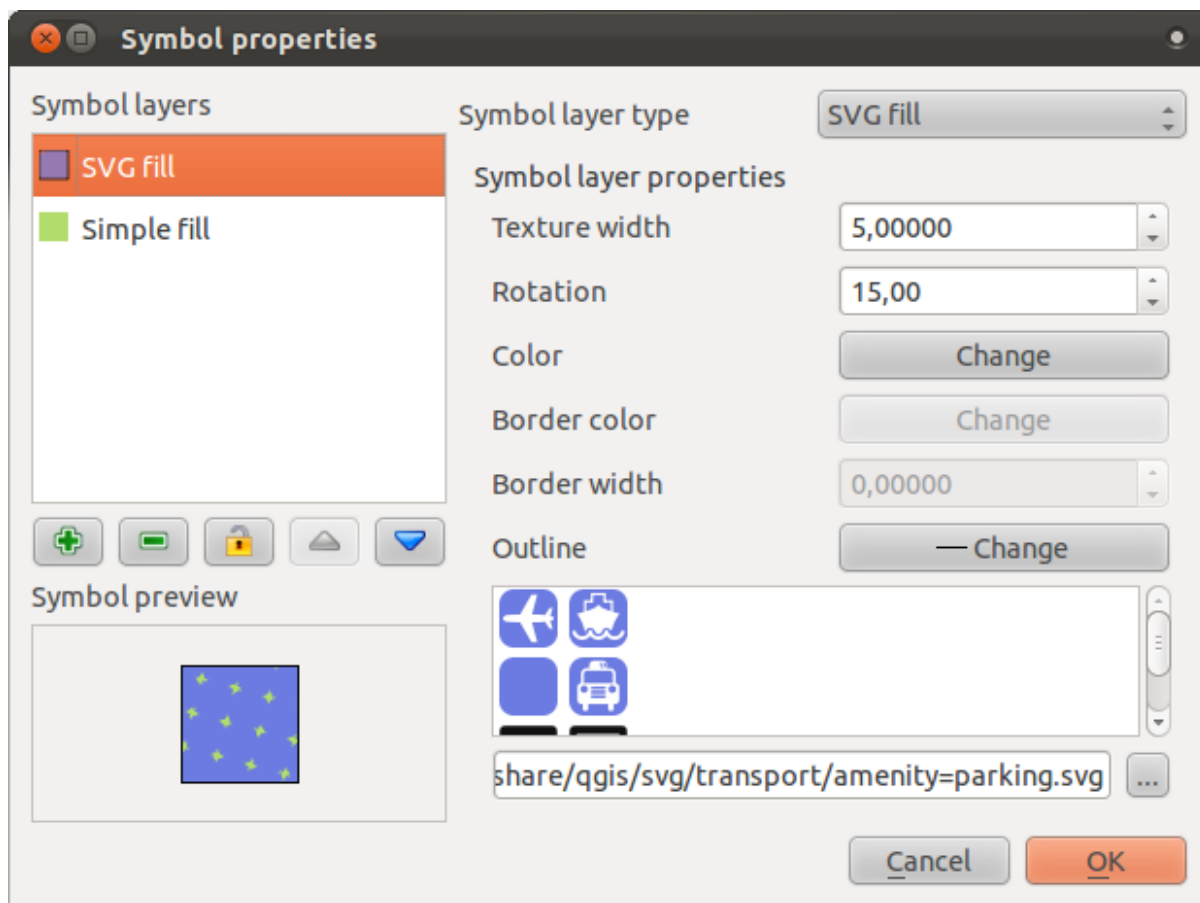 Symbol properties
Symbol layers
SVG fill
Simple fill
Symbol preview
Symbol layer type
SVG fill
Symbol layer properties
Texture width
5,00000
Rotation
15,00
Color
Change
Border color
Change
Border width
0,00000
Outline
Change
share/qgis/svg/transport/amenity=parking.svg
...
Cancel
OK